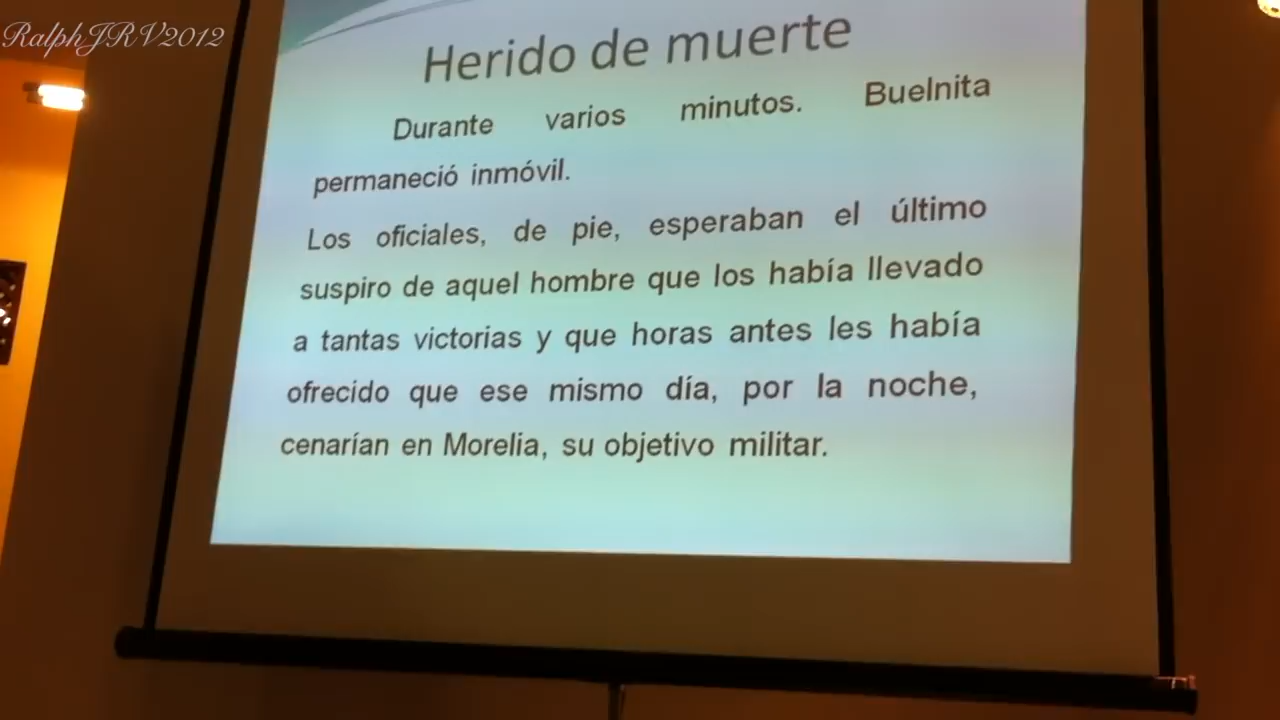 RalphJRV2012
Herido de muerte
Durante varios minutos. Buelnita
permaneció inmóvil.
Los oficiales, de pie, esperaban el último
suspiro de aquel hombre que los había llevado
a tantas victorias y que horas antes les había
ofrecido que ese mismo día, por la noche,
cenarían en Morelia, su objetivo militar.